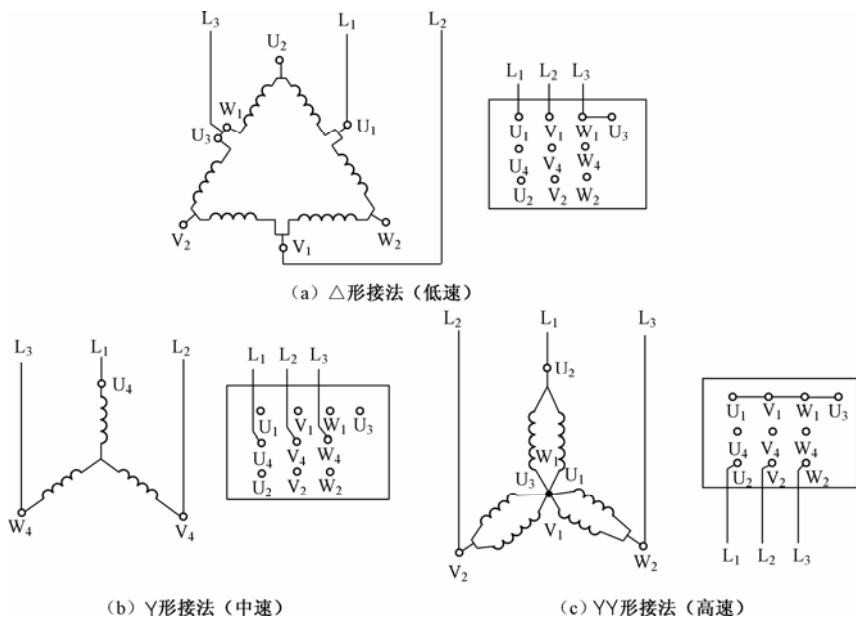 L3 L1 L2
U2
W1
U3 U1
V2 V1 W2
L1 L2 L3
U1 V1 W1 U3
U4 V4 W4
U2 V2 W2
(a) △形接法（低速）
L3 L1 L2
U4
W4 V4
L1 L2 L3
U1 V1 W1 U3
U4 V4 W4
U2 V2 W2
(b) Y形接法（中速）
L2 L1 L3
U2
W1
U3 U1
V1
V2 W2
U1 V1 W1 U3
U4 V4 W4
U2 V2 W2
L1 L2 L3
(c) YY形接法（高速）